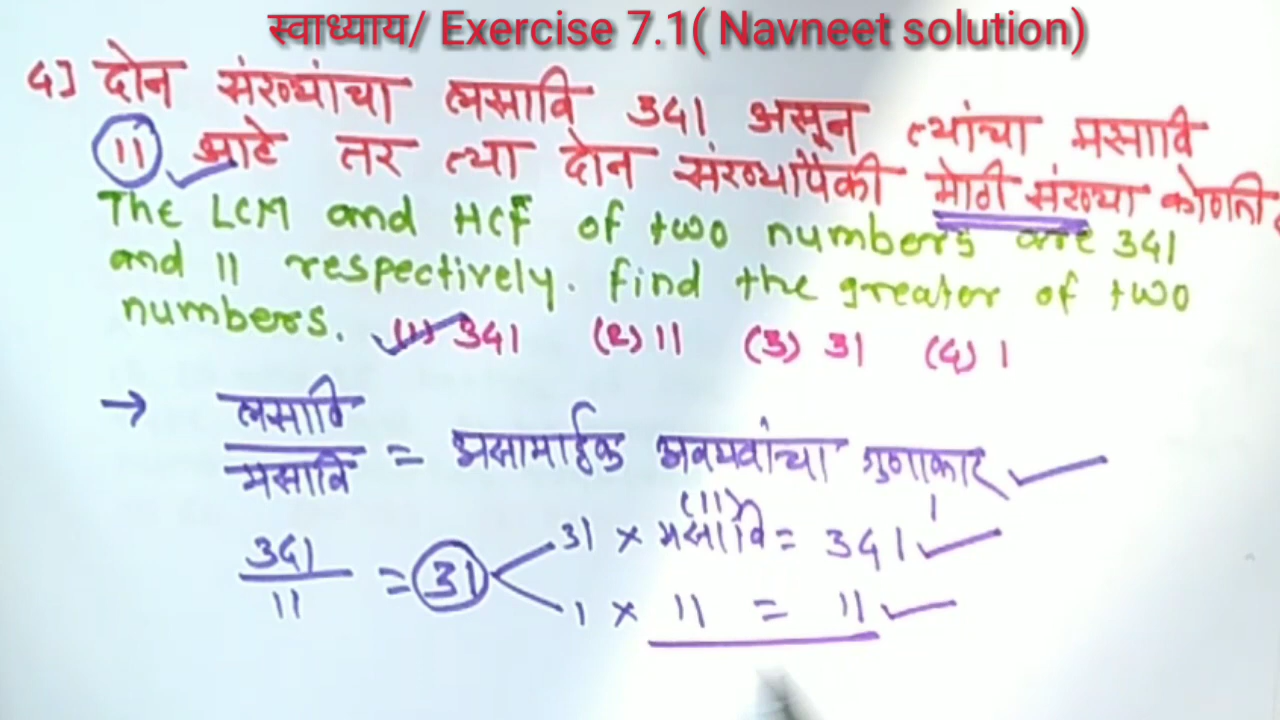 स्वाध्याय/ Exercise 7.1( Navneet solution)
4] दोन संख्यांचा लसावि 341 असून त्यांचा मसावि
11 आहे तर त्या दोन संख्यांपैकी मोठी संख्या कोणती
The LCM and HCF of two numbers are 341
and 11 respectively. Find the greater of two
numbers. (1) 341 (2) 11 (3) 31 (4) 1
→ लसावि
मसावि = असामाईक अवयवांचा गुणाकार
(11)
341
11 = 31
31 × मसावि = 341
1 × 11 = 11